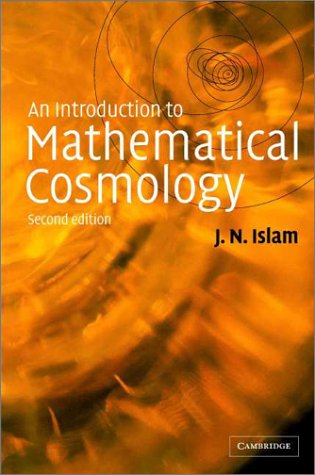 An Introduction to
Mathematical
Cosmology
Second edition
J. N. Islam
CAMBRIDGE